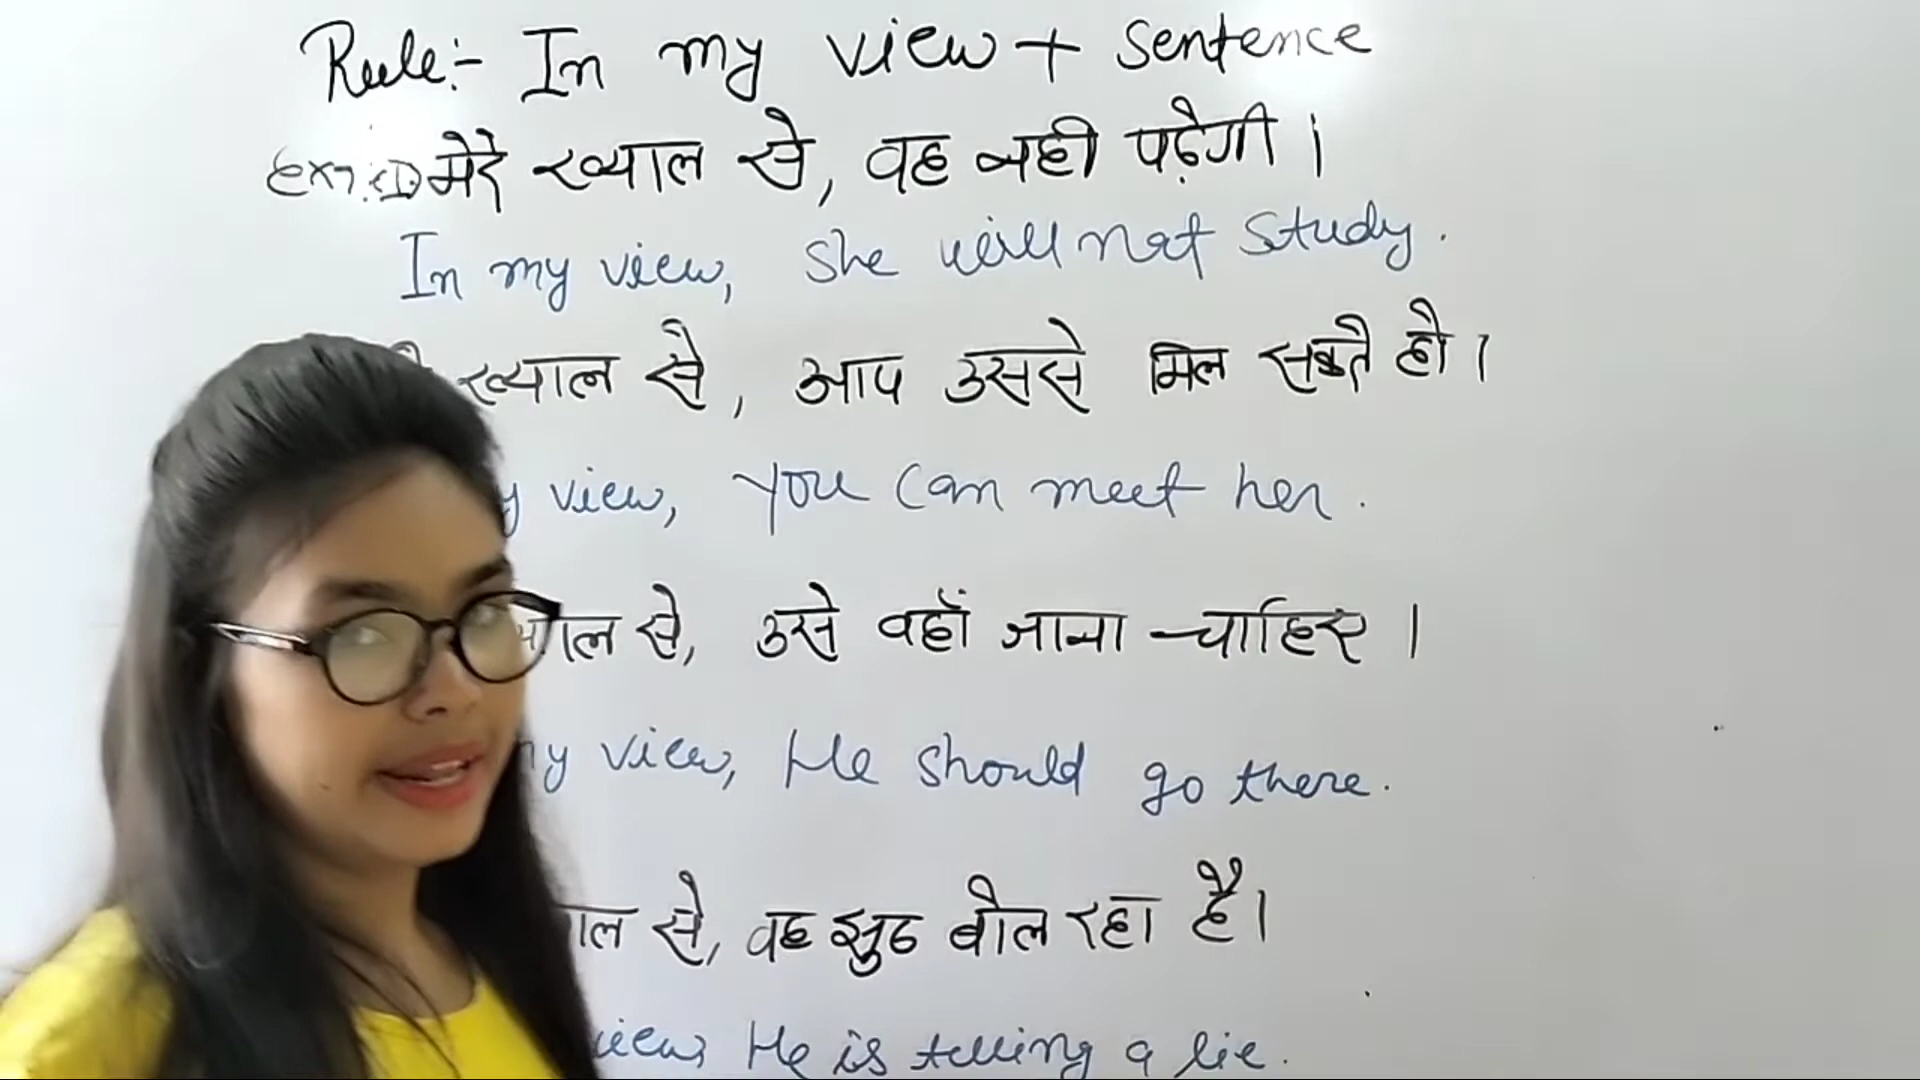 Rule:- In my view + Sentence
Ex:-(1) मेरे ख्याल से, वह नही पढ़ेगी।
In my view, She will not study.
ख्याल से, आप उससे मिल सकते हो।
view, you can meet her.
से, उसे वहाँ जाना चाहिए।
view, He should go there.
से, वह झुठ बोल रहा है।
He is telling a lie.